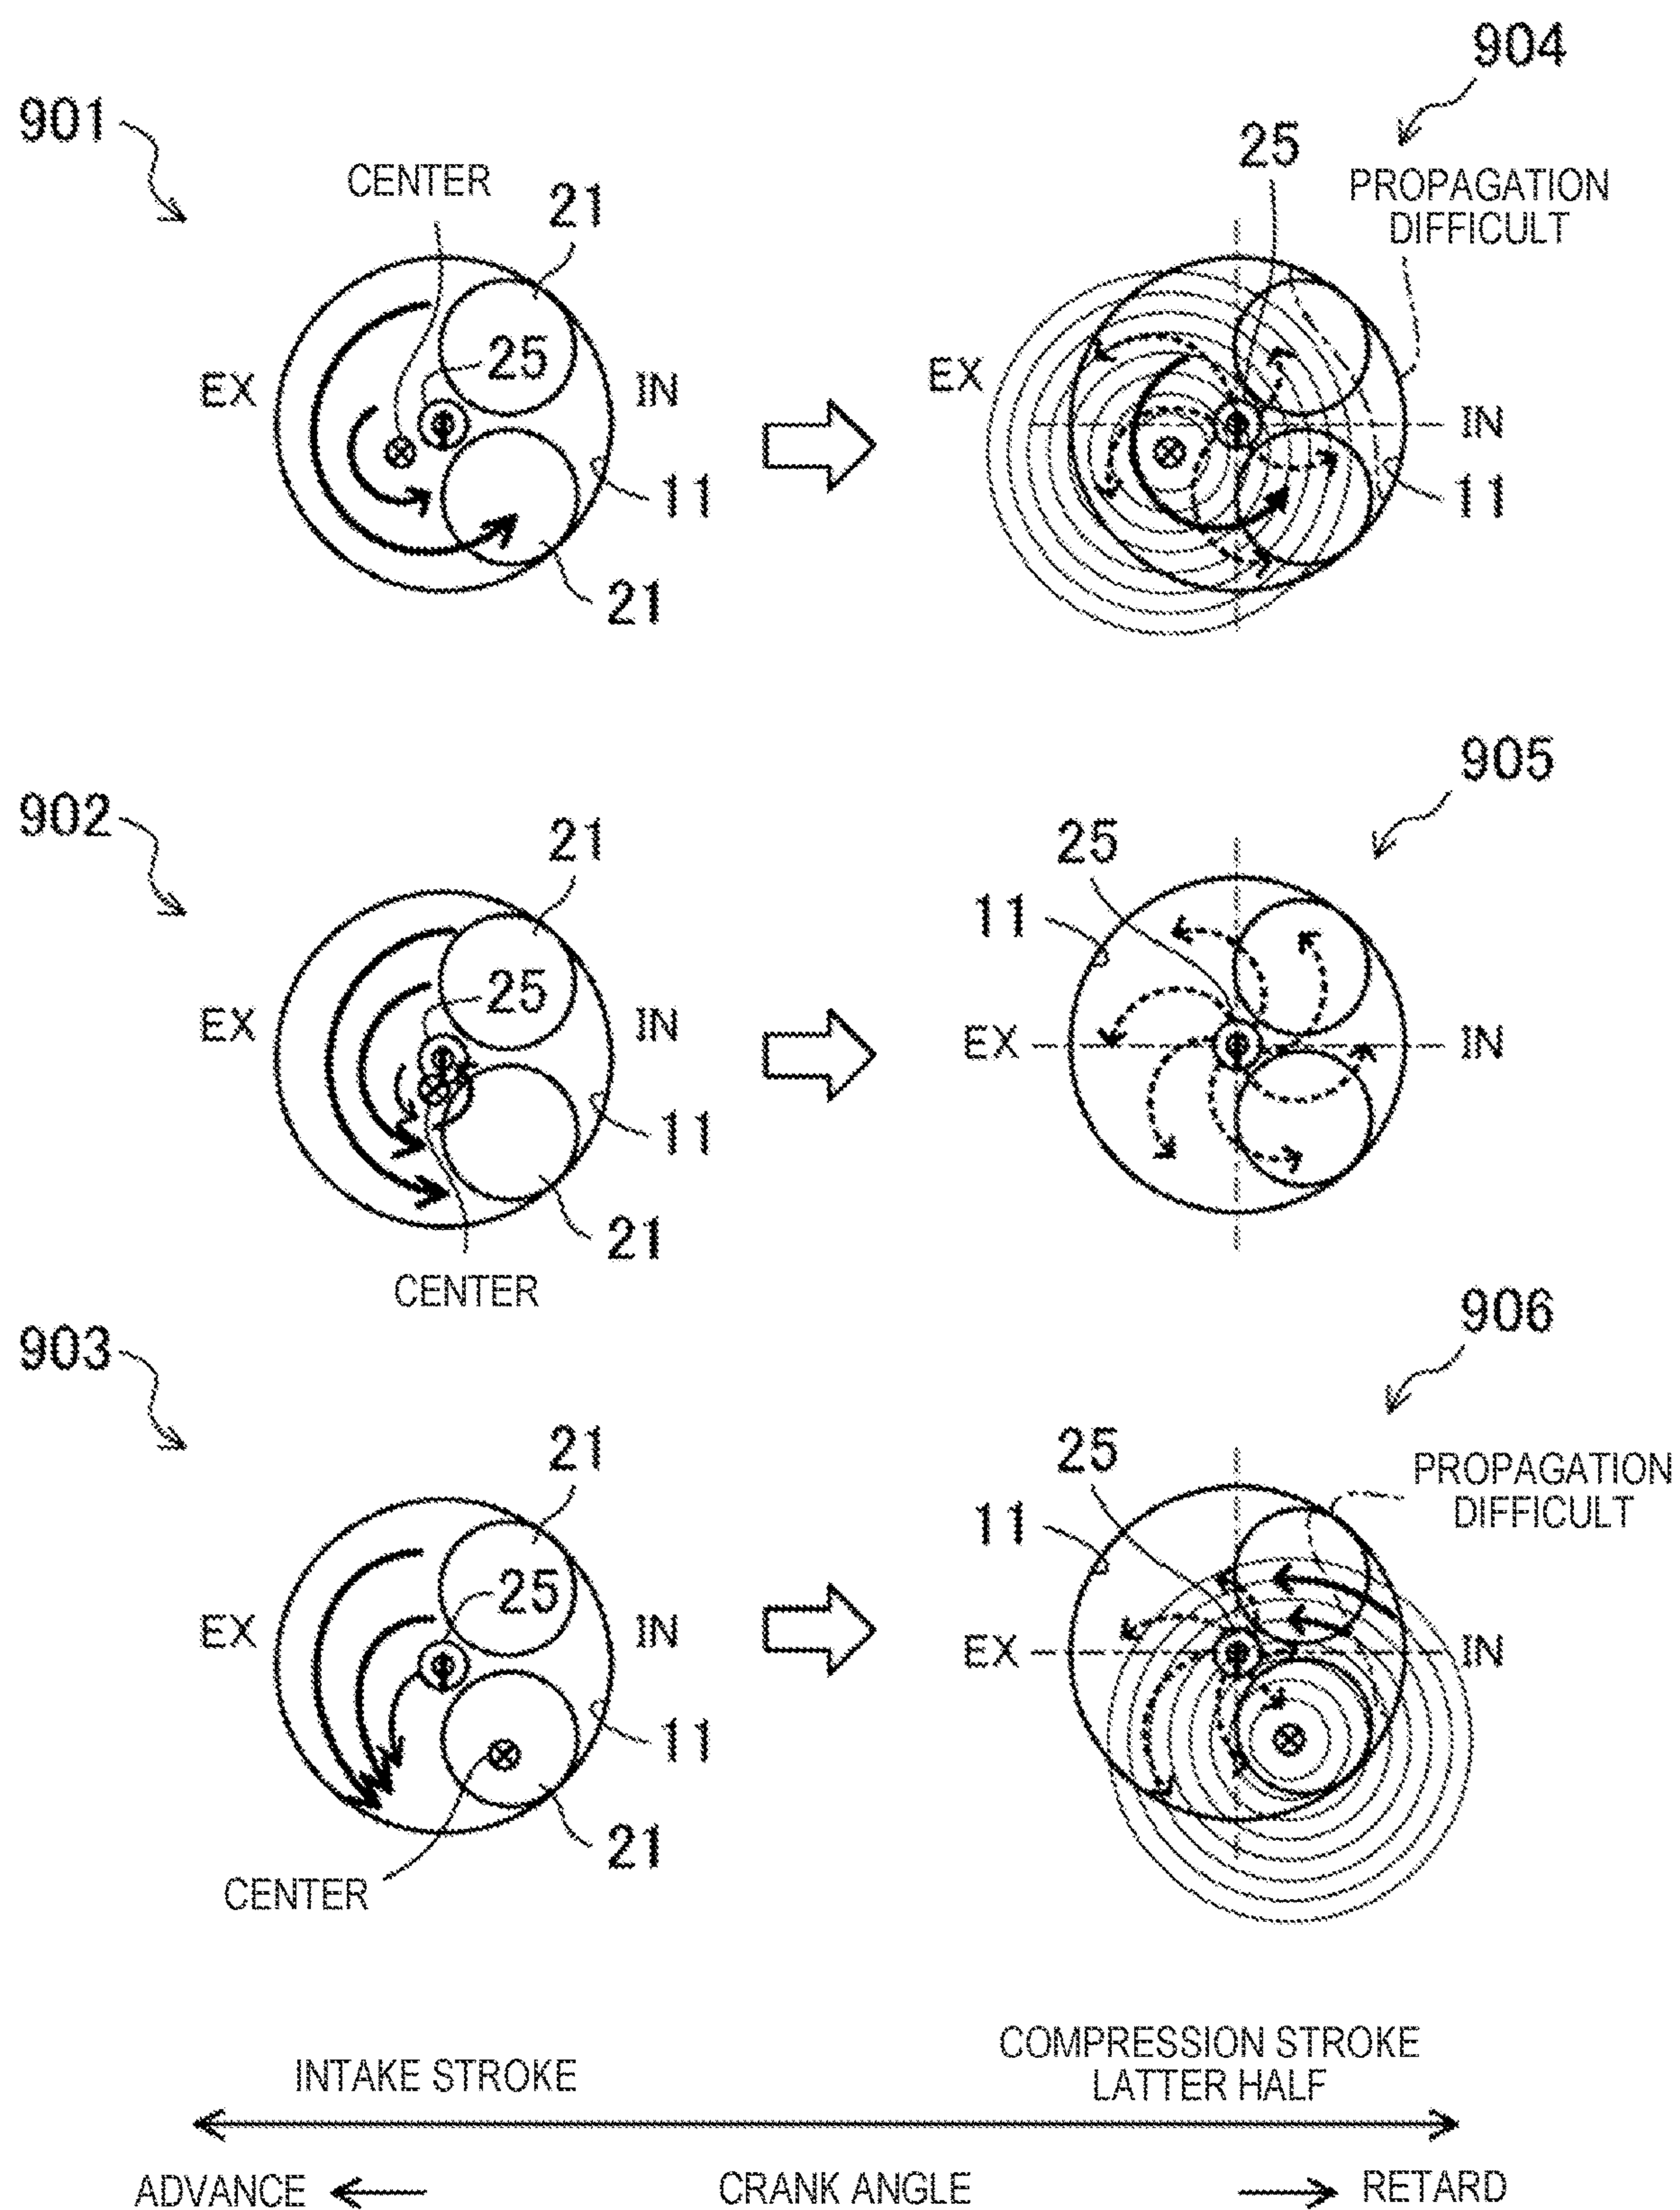 904
901
25
CENTER
PROPAGATION
DIFFICULT
21
25
EX
IN
EX
IN
11
11
21
905
902
21
25
11
25
EX
IN
EX
IN
11
21
CENTER
906
903
21
25
PROPAGATION
DIFFICULT
11
25
EX
IN
EX
IN
11
21
CENTER
COMPRESSION STROKE
LATTER HALF
INTAKE STROKE
ADVANCE
CRANK ANGLE
RETARD